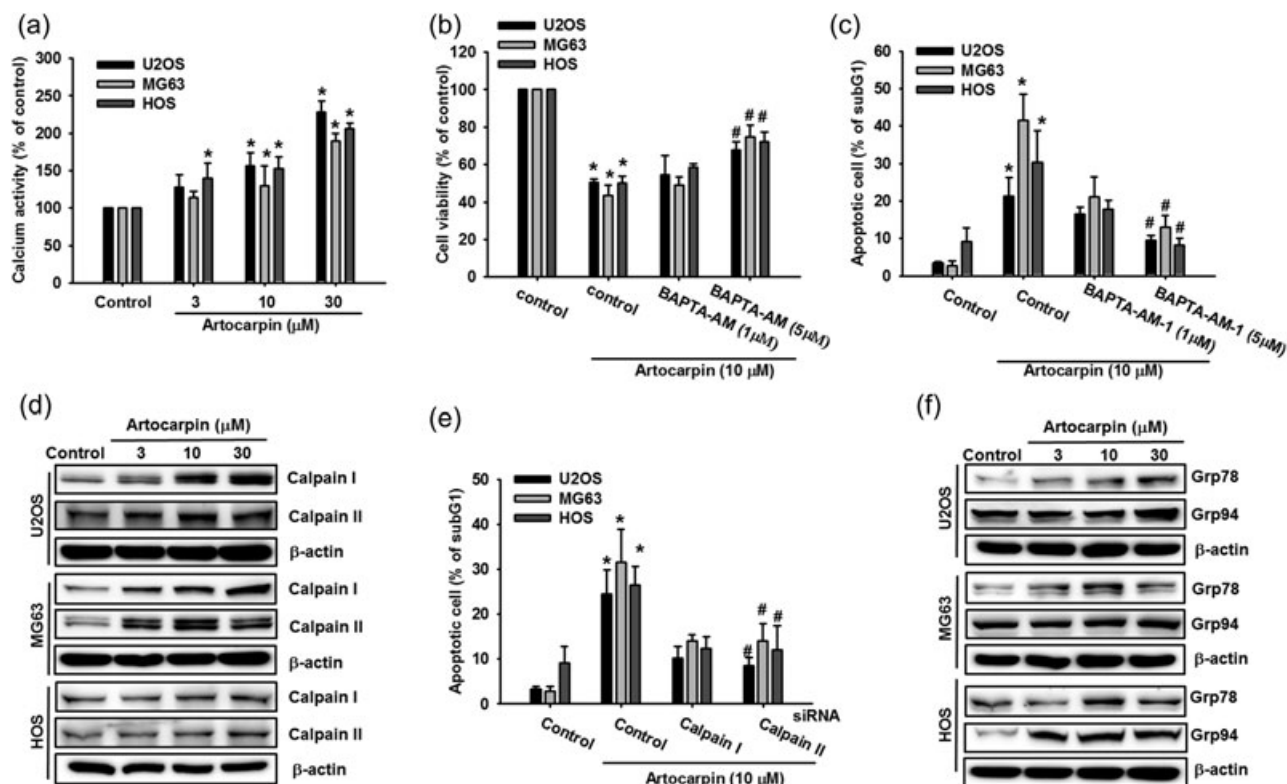 (a)
Calcium activity (% of control)
300
250
200
150
100
50
0
U2OS
MG63
HOS
* * * * * * *
Control 3 10 30
Artocarpin (μM)
(b)
Cell viability (% of control)
120
100
80
60
40
20
0
U2OS
MG63
HOS
* * * # # #
control
control
BAPTA-AM (1μM)
BAPTA-AM (5μM)
Artocarpin (10 μM)
(c)
Apoptotic cell (% of subG1)
60
50
40
30
20
10
0
U2OS
MG63
HOS
* * * # # #
Control
Control
BAPTA-AM-1 (1μM)
BAPTA-AM-1 (5μM)
Artocarpin (10 μM)
(d)
Artocarpin (μM)
Control 3 10 30
U2OS
Calpain I
Calpain II
β-actin
MG63
Calpain I
Calpain II
β-actin
HOS
Calpain I
Calpain II
β-actin
(e)
Apoptotic cell (% of subG1)
50
40
30
20
10
0
U2OS
MG63
HOS
* * * # # #
Control
Control
Calpain I
Calpain II
siRNA
Artocarpin (10 μM)
(f)
Artocarpin (μM)
Control 3 10 30
U2OS
Grp78
Grp94
β-actin
MG63
Grp78
Grp94
β-actin
HOS
Grp78
Grp94
β-actin